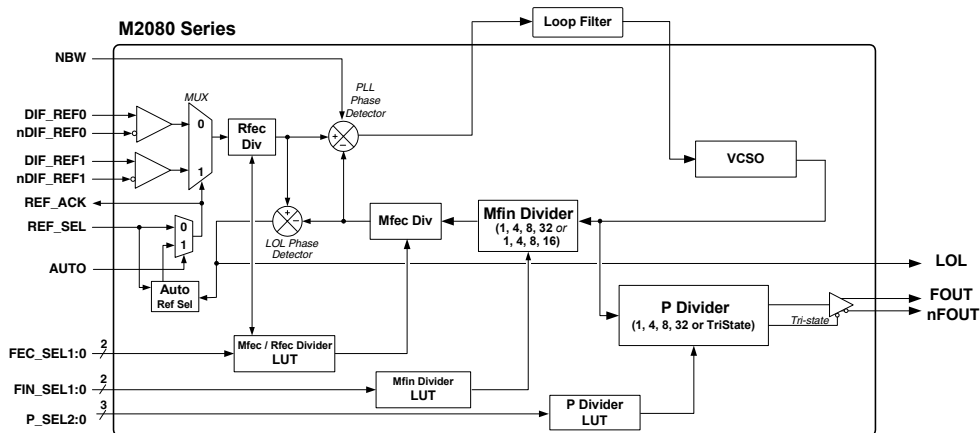 M2080 Series
Loop Filter
NBW
PLL
Phase
Detector
MUX
DIF_REF0
nDIF_REF0
0
Rfec
Div
+
–
DIF_REF1
nDIF_REF1
1
VCSO
REF_ACK
REF_SEL
0
1
+
–
LOL Phase
Detector
Mfec Div
Mfin Divider
(1, 4, 8, 32 or
1, 4, 8, 16)
AUTO
Auto
Ref Sel
LOL
P Divider
(1, 4, 8, 32 or TriState)
Tri-state
FOUT
nFOUT
FEC_SEL1:0
2
Mfec / Rfec Divider
LUT
FIN_SEL1:0
2
Mfin Divider
LUT
P_SEL2:0
3
P Divider
LUT